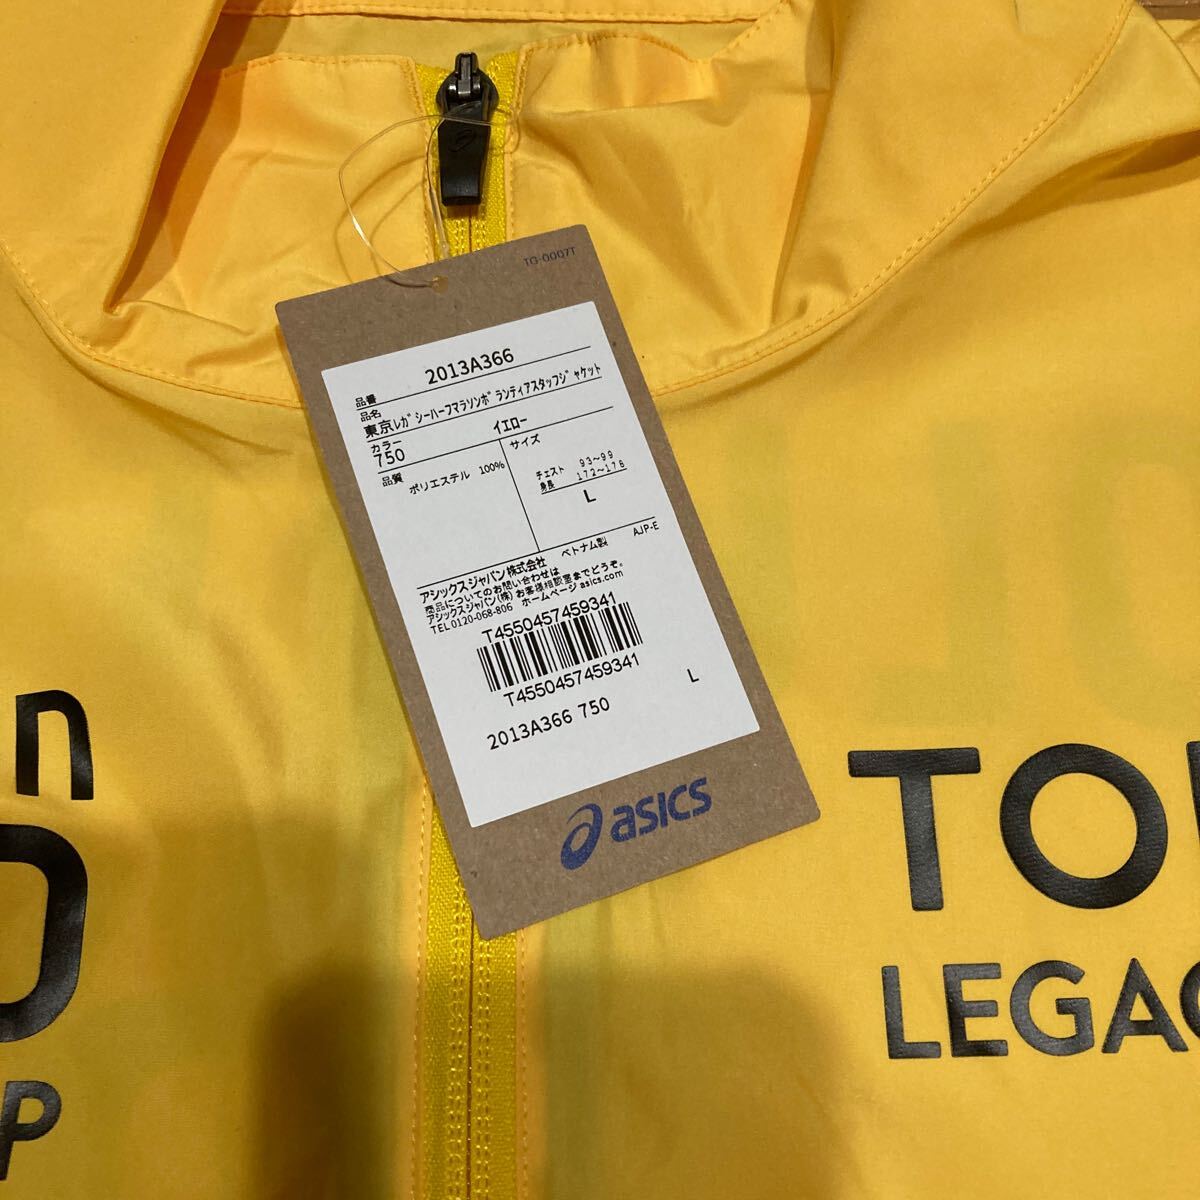 TG-0007T
品番 2013A366
品名
東京ﾚｶﾞｼｰﾊｰﾌﾏﾗｿﾝﾎﾞﾗﾝﾃｨｱｽﾀｯﾌｼﾞｬｹｯﾄ
カラー
750 イエロー
品質 ポリエステル 100%
サイズ
チェスト 93~99
身長 172~178
L
アシックスジャパン株式会社 ベトナム製 AJP-E
商品についてのお問い合わせは
アシックスジャパン(株)お客様相談室までどうぞ。
TEL0120-068-806 ホームページ asics.com
T4550457459341
T4550457459341
2013A366 750 L
asics
n
P
TO
LEGAC